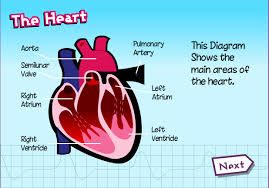 The Heart
Aorta
Semilunar
Valve
Right
Atrium
Right
Ventricle
Pulmonary
Artery
Left
Atrium
Left
Ventricle
This Diagram
Shows the
main areas of
the heart.
Next